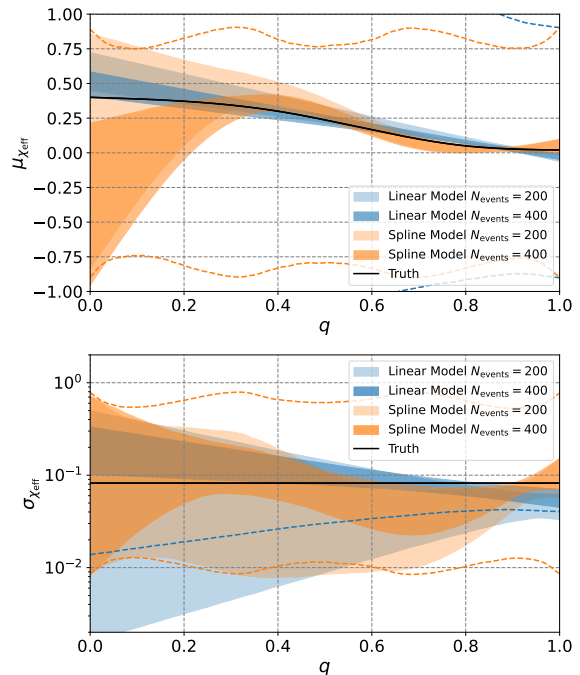 1.00
0.75
0.50
0.25
0.00
−0.25
−0.50
−0.75
−1.00
μχeff
Linear Model Nevents = 200
Linear Model Nevents = 400
Spline Model Nevents = 200
Spline Model Nevents = 400
Truth
0.0 0.2 0.4 0.6 0.8 1.0
q
10⁰
10⁻¹
10⁻²
σχeff
Linear Model Nevents = 200
Linear Model Nevents = 400
Spline Model Nevents = 200
Spline Model Nevents = 400
Truth
0.0 0.2 0.4 0.6 0.8 1.0
q